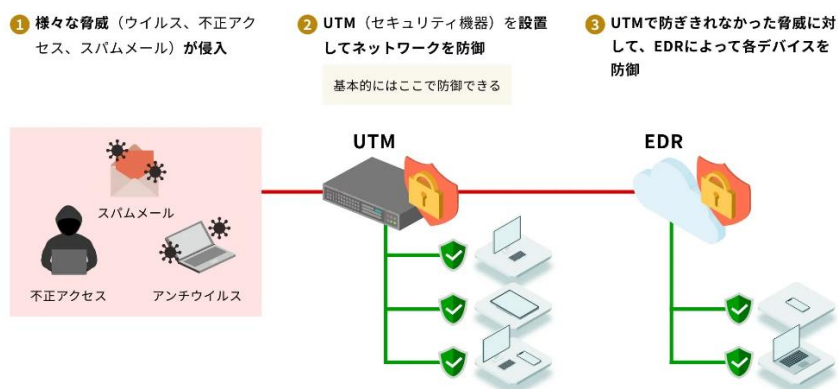 1 様々な脅威（ウイルス、不正アク
セス、スパムメール）が侵入
2 UTM（セキュリティ機器）を設置
してネットワークを防御
基本的にはここで防御できる
3 UTMで防ぎきれなかった脅威に対
して、EDRによって各デバイスを
防御
スパムメール
不正アクセス
アンチウイルス
UTM
EDR